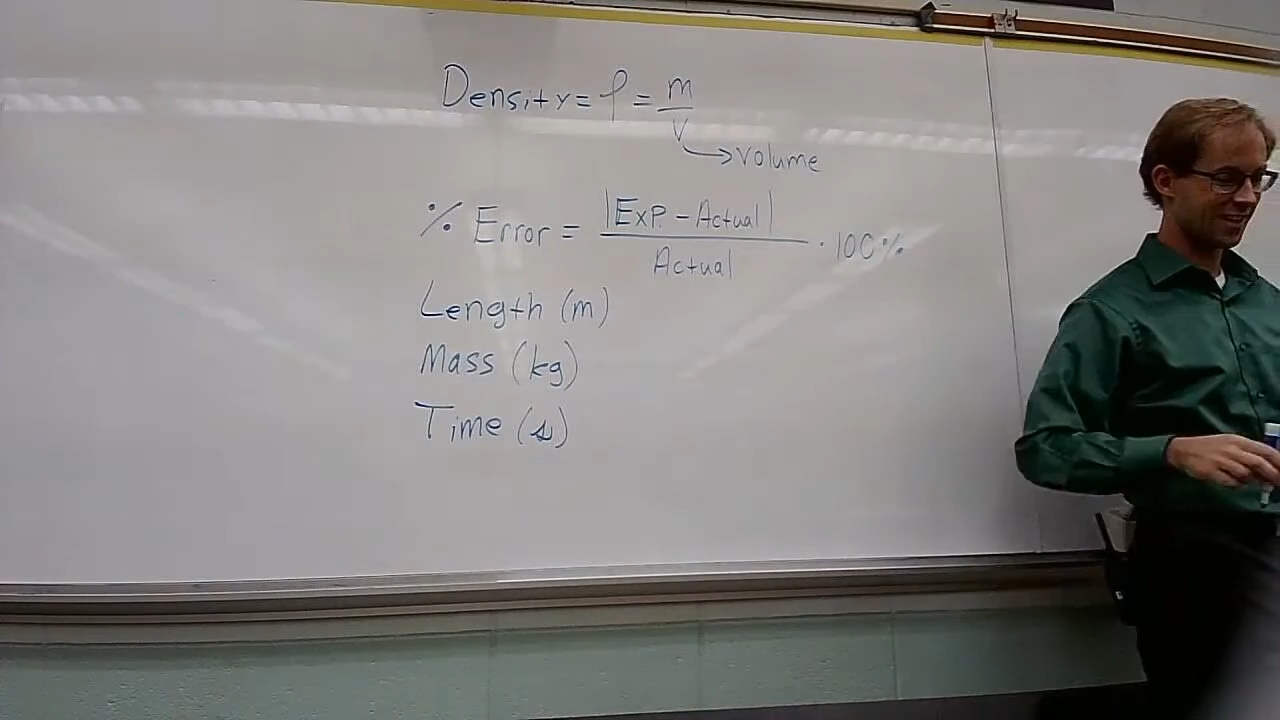 Density = ρ = m/V
→ volume
% Error = |Exp. - Actual| / Actual · 100%
Length (m)
Mass (kg)
Time (s)